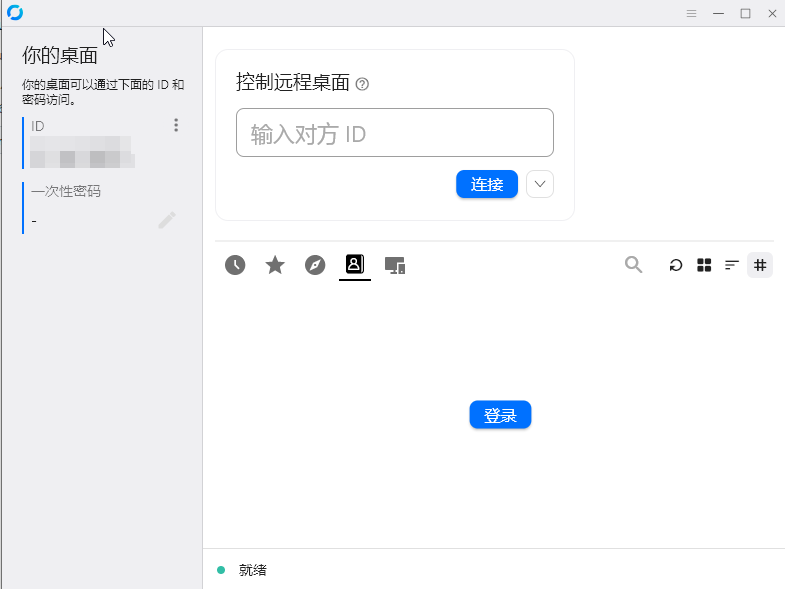 你的桌面
你的桌面可以通过下面的 ID 和
密码访问。
ID
一次性密码
-
控制远程桌面
输入对方 ID
连接
登录
就绪